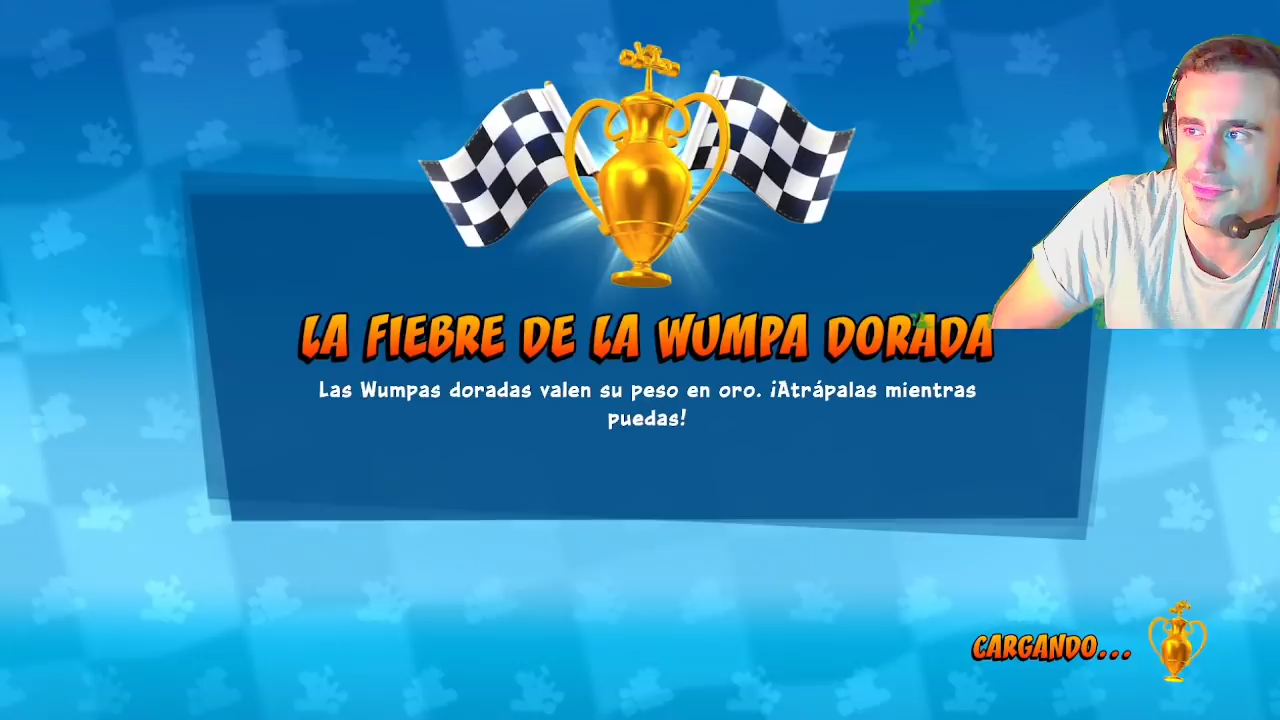 LA FIEBRE DE LA WUMPA DORADA
Las Wumpas doradas valen su peso en oro. ¡Atrápalas mientras
puedas!
CARGANDO...